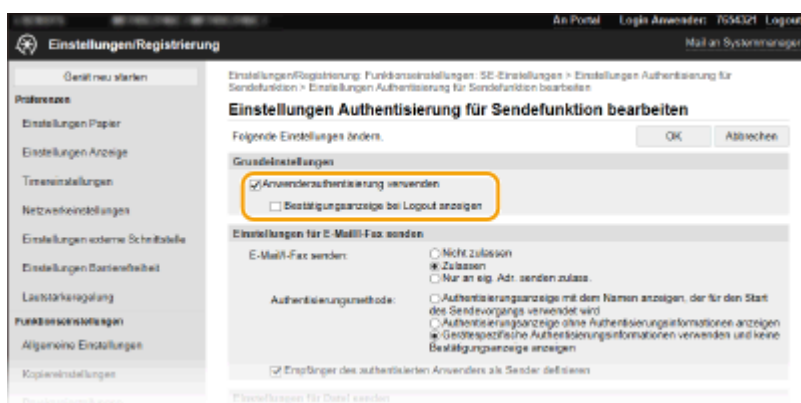 An Portal Login Anwender: 7654321 Logout
Einstellungen/Registrierung
Mail an Systemmanager
Gerät neu starten
Präferenzen
Einstellungen Papier
Einstellungen Anzeige
Timereinstellungen
Netzwerkeinstellungen
Einstellungen externe Schnittstelle
Einstellungen Barrierefreiheit
Lautstärkeregelung
Funktionseinstellungen
Allgemeine Einstellungen
Kopiereinstellungen
Einstellungen/Registrierung: Funktionseinstellungen: SE-Einstellungen > Einstellungen Authentisierung für
Sendefunktion > Einstellungen Authentisierung für Sendefunktion bearbeiten
Einstellungen Authentisierung für Sendefunktion bearbeiten
Folgende Einstellungen ändern.
OK Abbrechen
Grundeinstellungen
Anwenderauthentisierung verwenden
Bestätigungsanzeige bei Logout anzeigen
Einstellungen für E-Mail/I-Fax senden
E-Mail/I-Fax senden:
Nicht zulassen
Zulassen
Nur an eig. Adr. senden zulass.
Authentisierungsmethode:
Authentisierungsanzeige mit dem Namen anzeigen, der für den Start
des Sendevorgangs verwendet wird
Authentisierungsanzeige ohne Authentisierungsinformationen anzeigen
Gerätespezifische Authentisierungsinformationen verwenden und keine
Bestätigungsanzeige anzeigen
Empfänger des authentisierten Anwenders als Sender definieren
Einstellungen für Datei senden